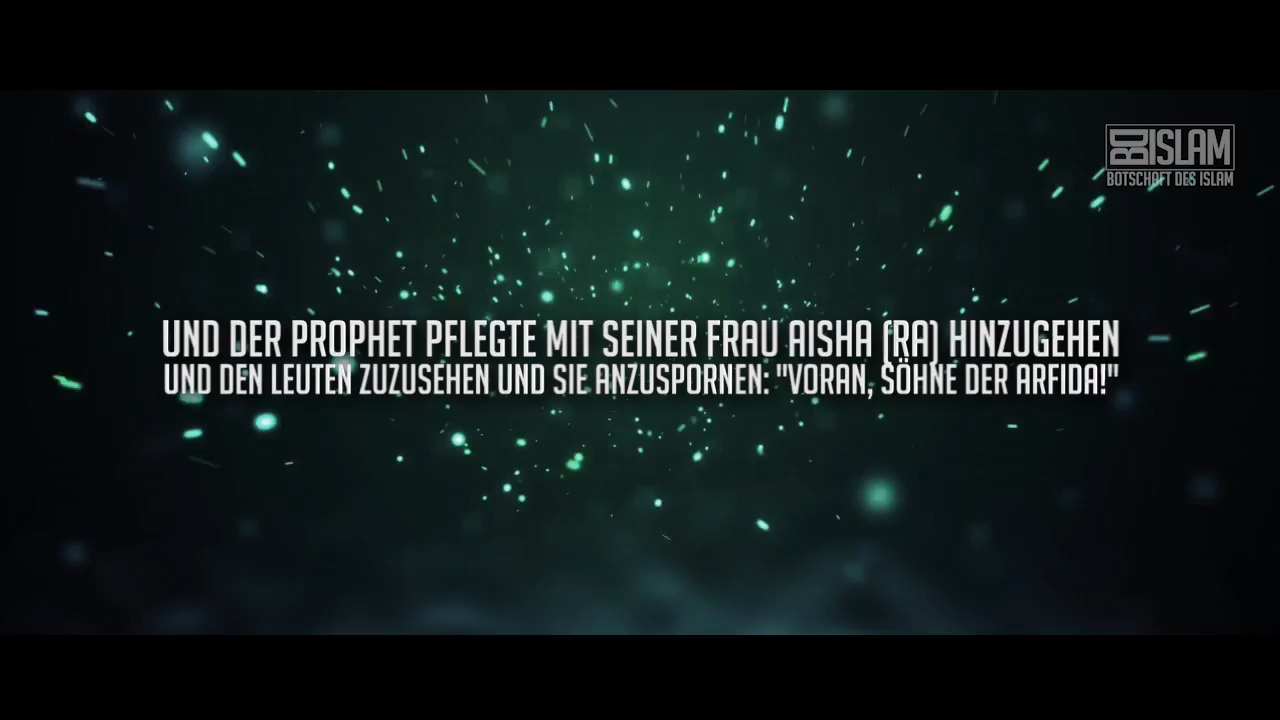 BD ISLAM
BOTSCHAFT DES ISLAM
UND DER PROPHET PFLEGTE MIT SEINER FRAU AISHA (RA) HINZUGEHEN
UND DEN LEUTEN ZUZUSEHEN UND SIE ANZUSPORNEN: "VORAN, SÖHNE DER ARFIDA!"